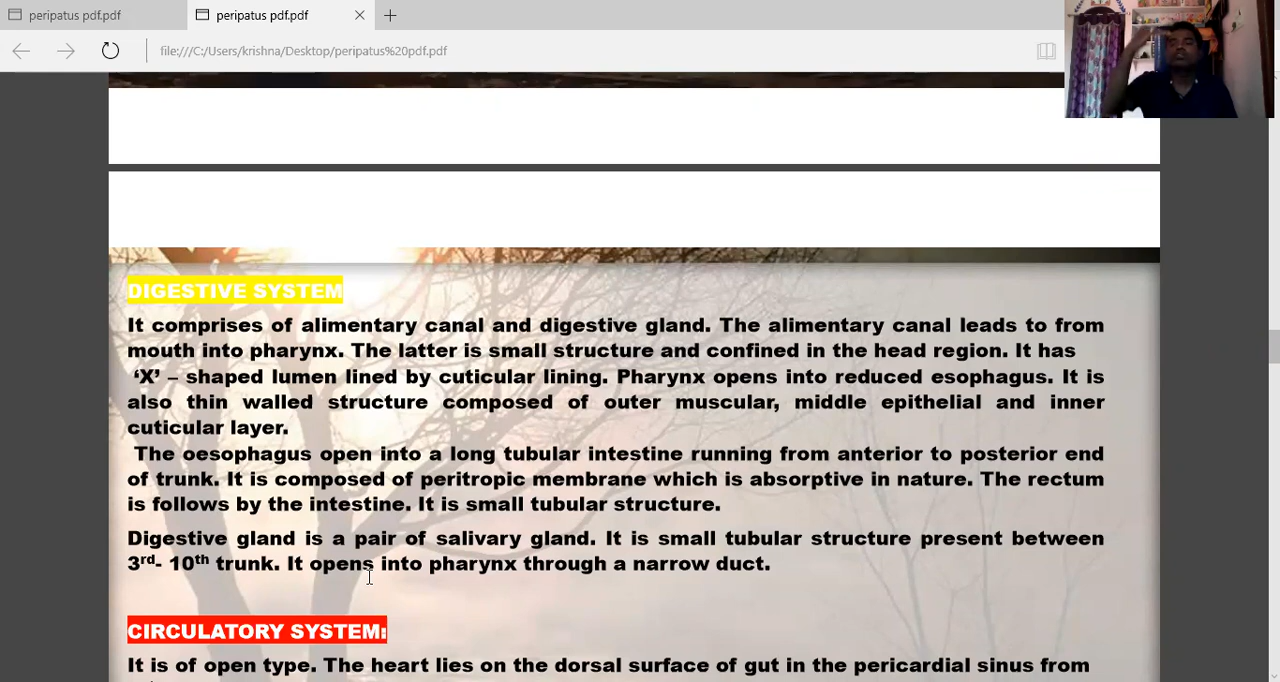 peripatus pdf.pdf
peripatus pdf.pdf
file:///C:/Users/krishna/Desktop/peripatus%20pdf.pdf
DIGESTIVE SYSTEM
It comprises of alimentary canal and digestive gland. The alimentary canal leads to from
mouth into pharynx. The latter is small structure and confined in the head region. It has
‘X’ – shaped lumen lined by cuticular lining. Pharynx opens into reduced esophagus. It is
also thin walled structure composed of outer muscular, middle epithelial and inner
cuticular layer.
The oesophagus open into a long tubular intestine running from anterior to posterior end
of trunk. It is composed of peritropic membrane which is absorptive in nature. The rectum
is follows by the intestine. It is small tubular structure.
Digestive gland is a pair of salivary gland. It is small tubular structure present between
3rd- 10th trunk. It opens into pharynx through a narrow duct.
CIRCULATORY SYSTEM:
It is of open type. The heart lies on the dorsal surface of gut in the pericardial sinus from